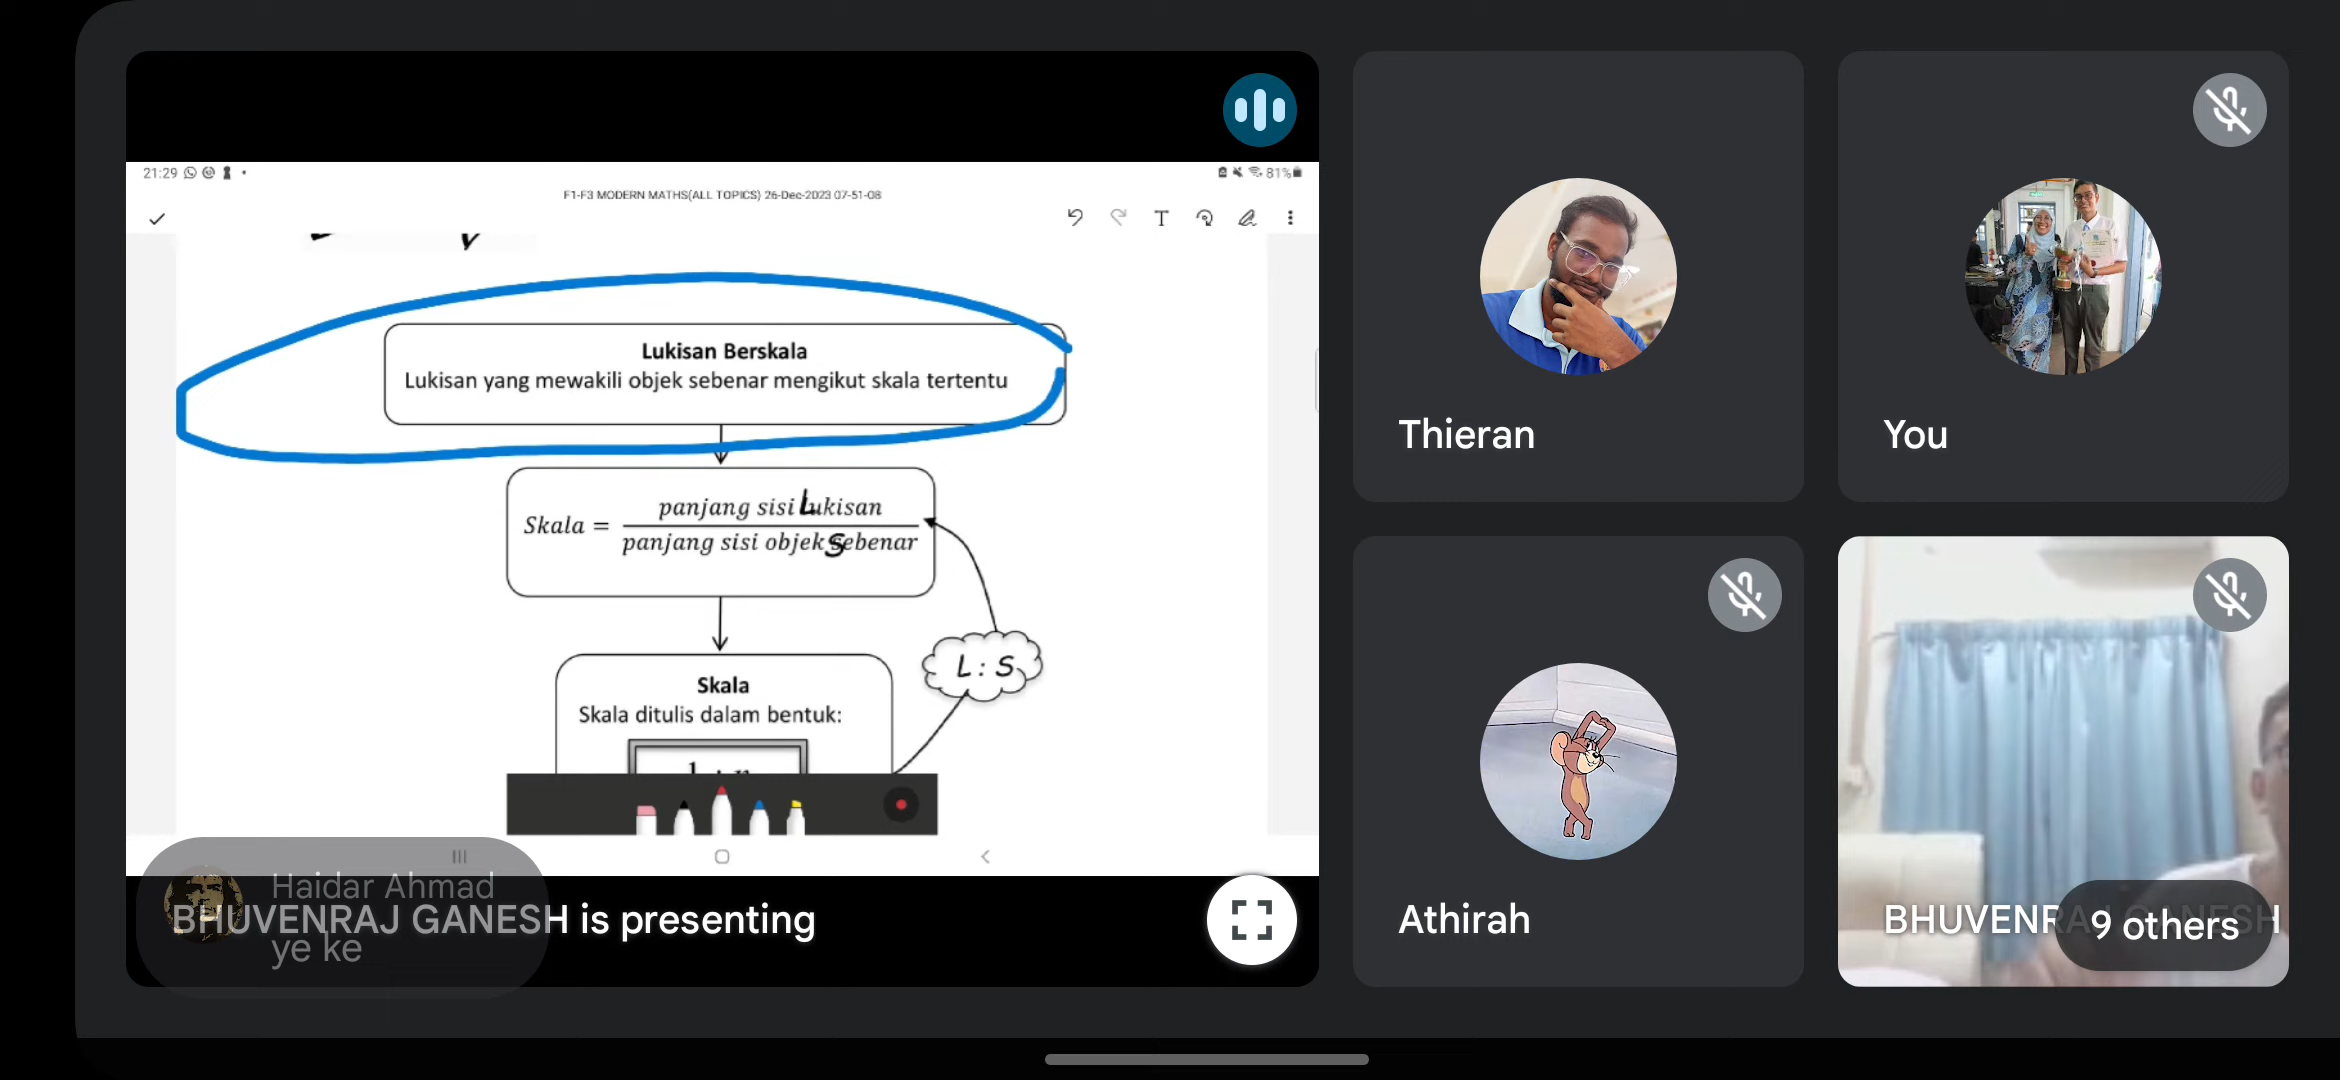 21:29
81%
F1-F3 MODERN MATHS(ALL TOPICS) 26-Dec-2023 07-51-08
T
Lukisan Berskala
Lukisan yang mewakili objek sebenar mengikut skala tertentu
Skala = panjang sisi Lukisan
panjang sisi objek Sebenar
L : S
Skala
Skala ditulis dalam bentuk:
Haidar Ahmad
ye ke
BHUVENRAJ GANESH is presenting
Thieran
You
Athirah
BHUVENRAJ GANESH
9 others